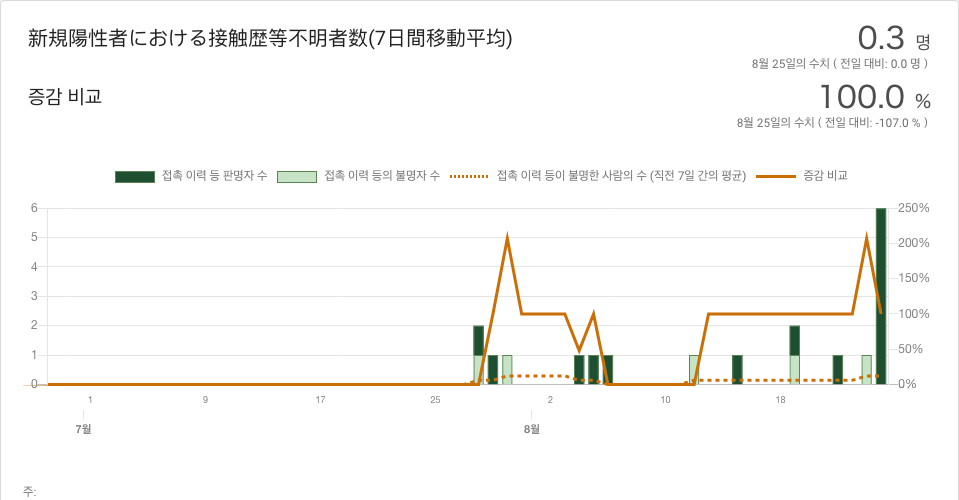 新規陽性者における接触歴等不明者数(7日間移動平均)
0.3 名
8월 25일의 수치 ( 전일 대비: 0.0 명 )
증감 비교
100.0 %
8월 25일의 수치 ( 전일 대비: -107.0 % )
접촉 이력 등 판명자 수 접촉 이력 등의 불명자 수 접촉 이력 등이 불명한 사람의 수 (직전 7일 간의 평균) 증감 비교
6 250%
5 200%
4 150%
3 100%
2 50%
1 0%
0
1 9 17 25 2 10 18
7월 8월
주: